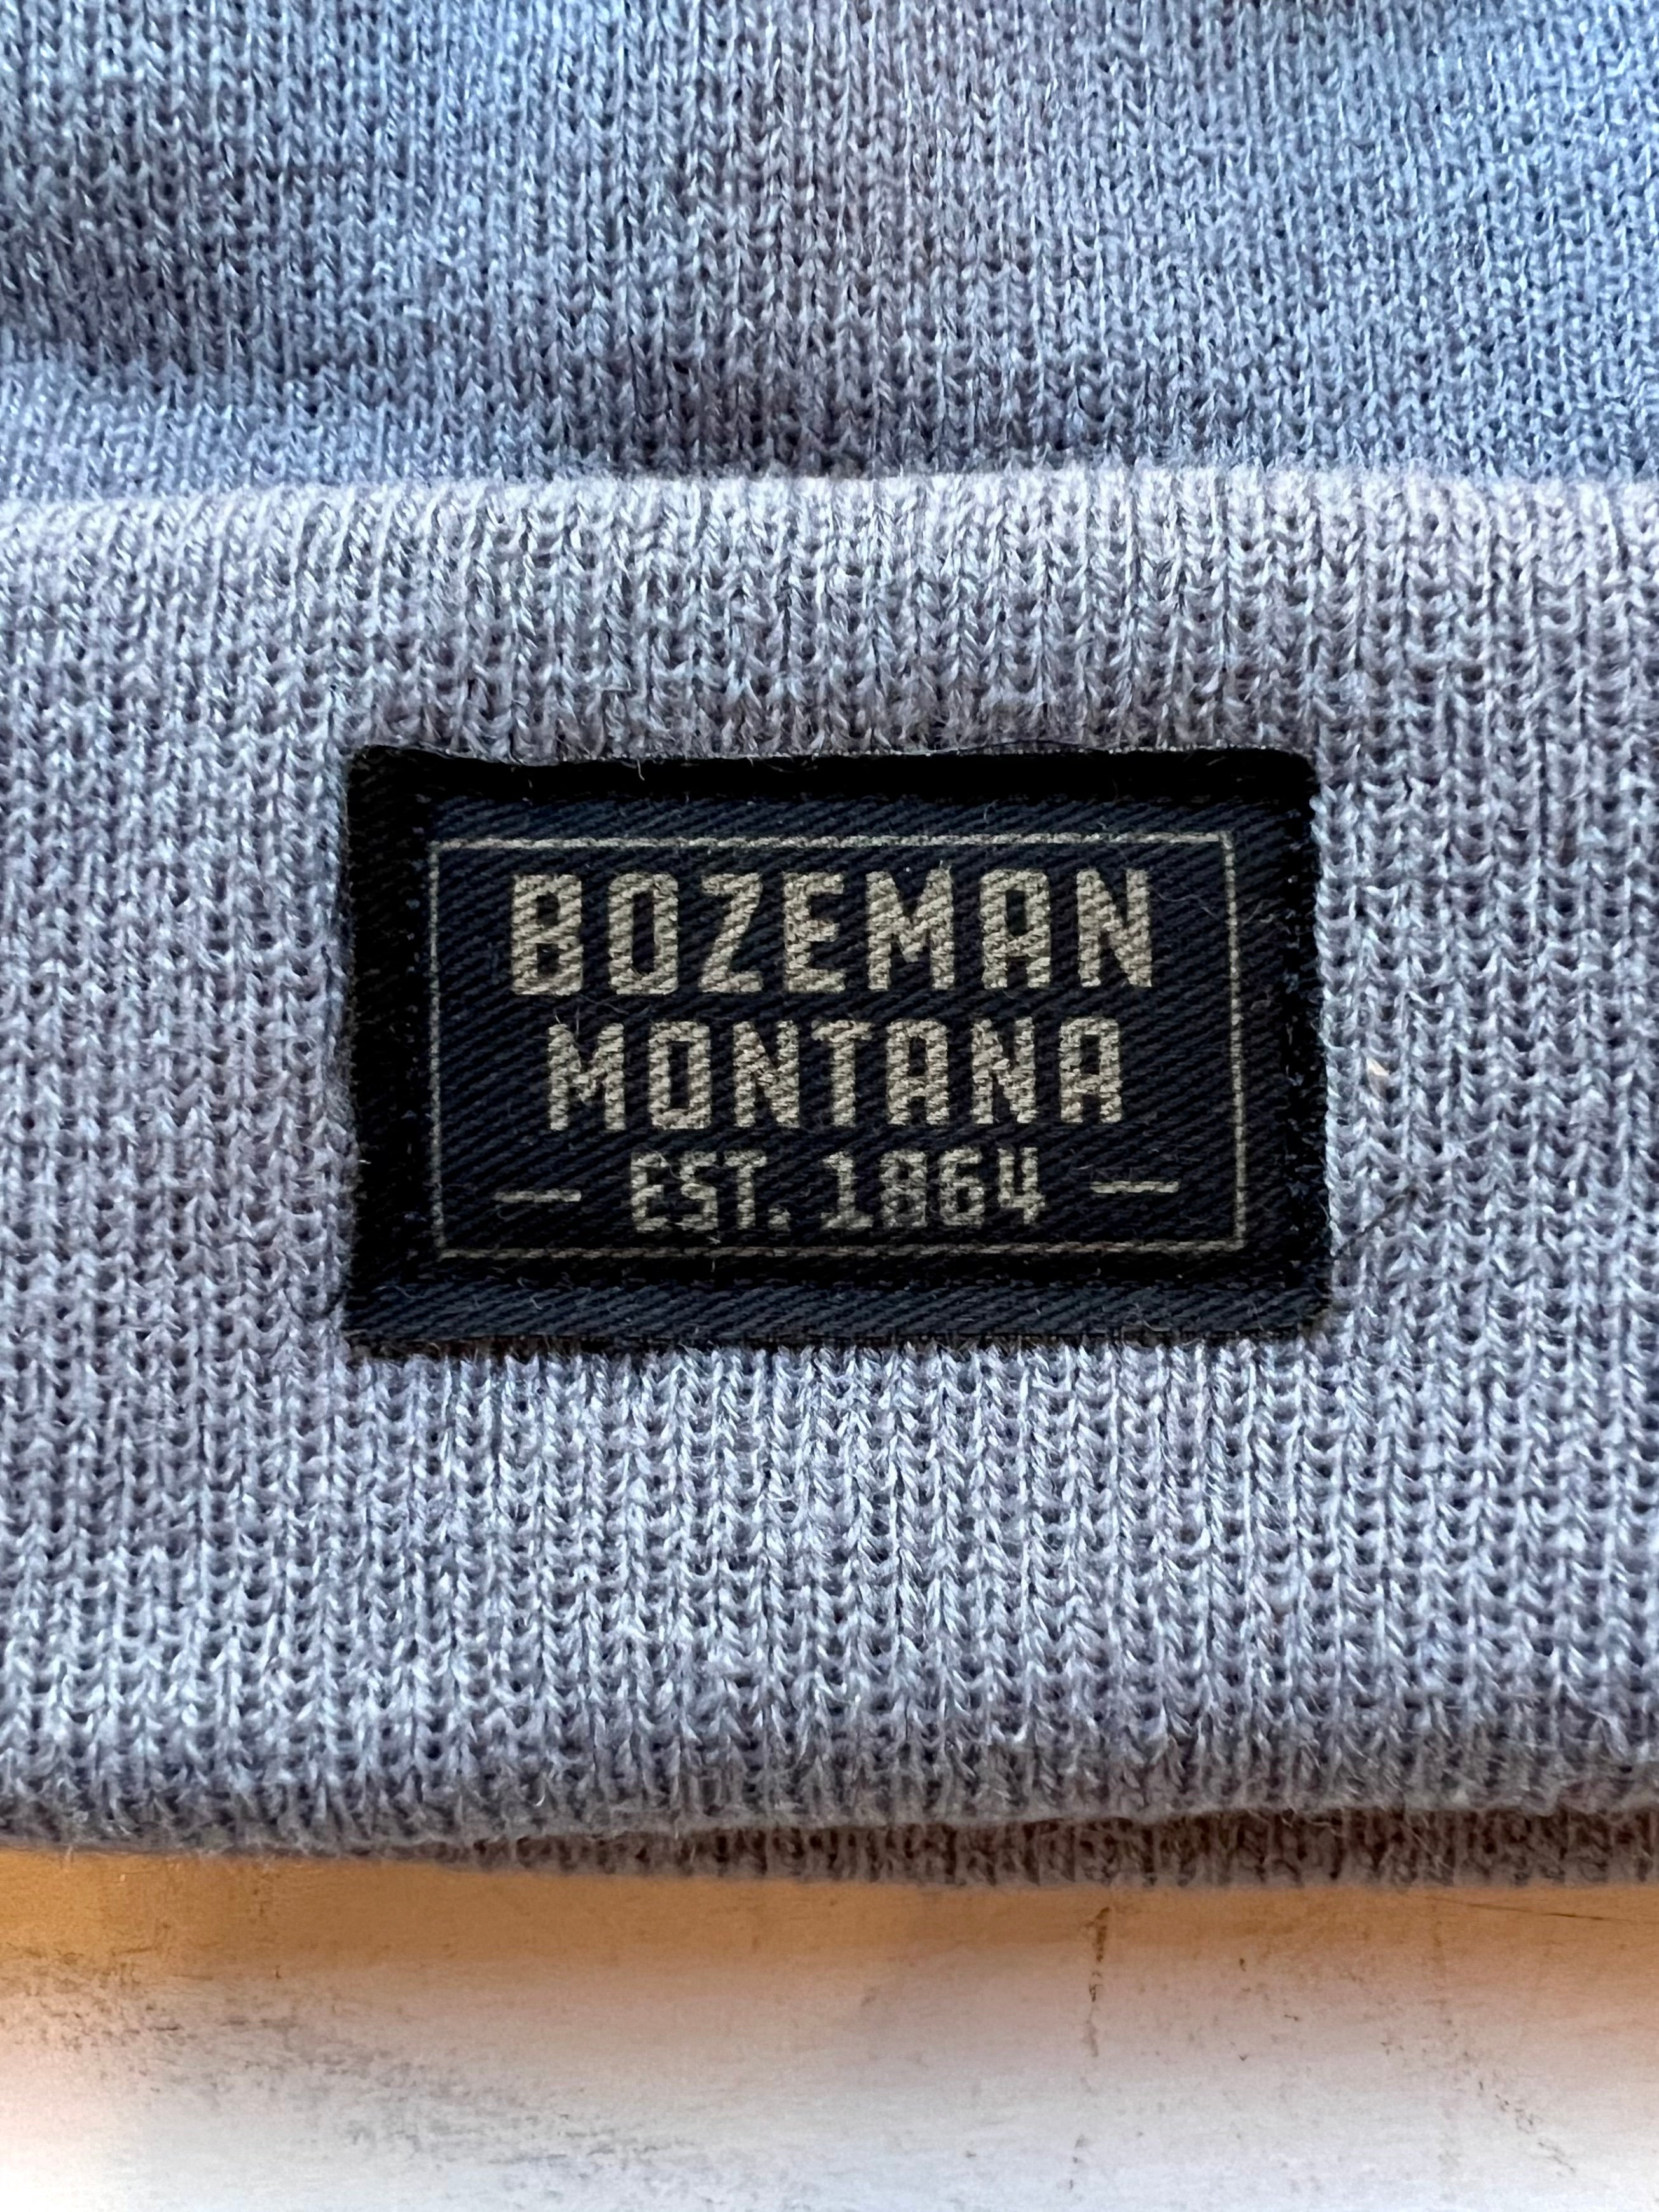 BOZEMAN
MONTANA
— EST. 1864 —